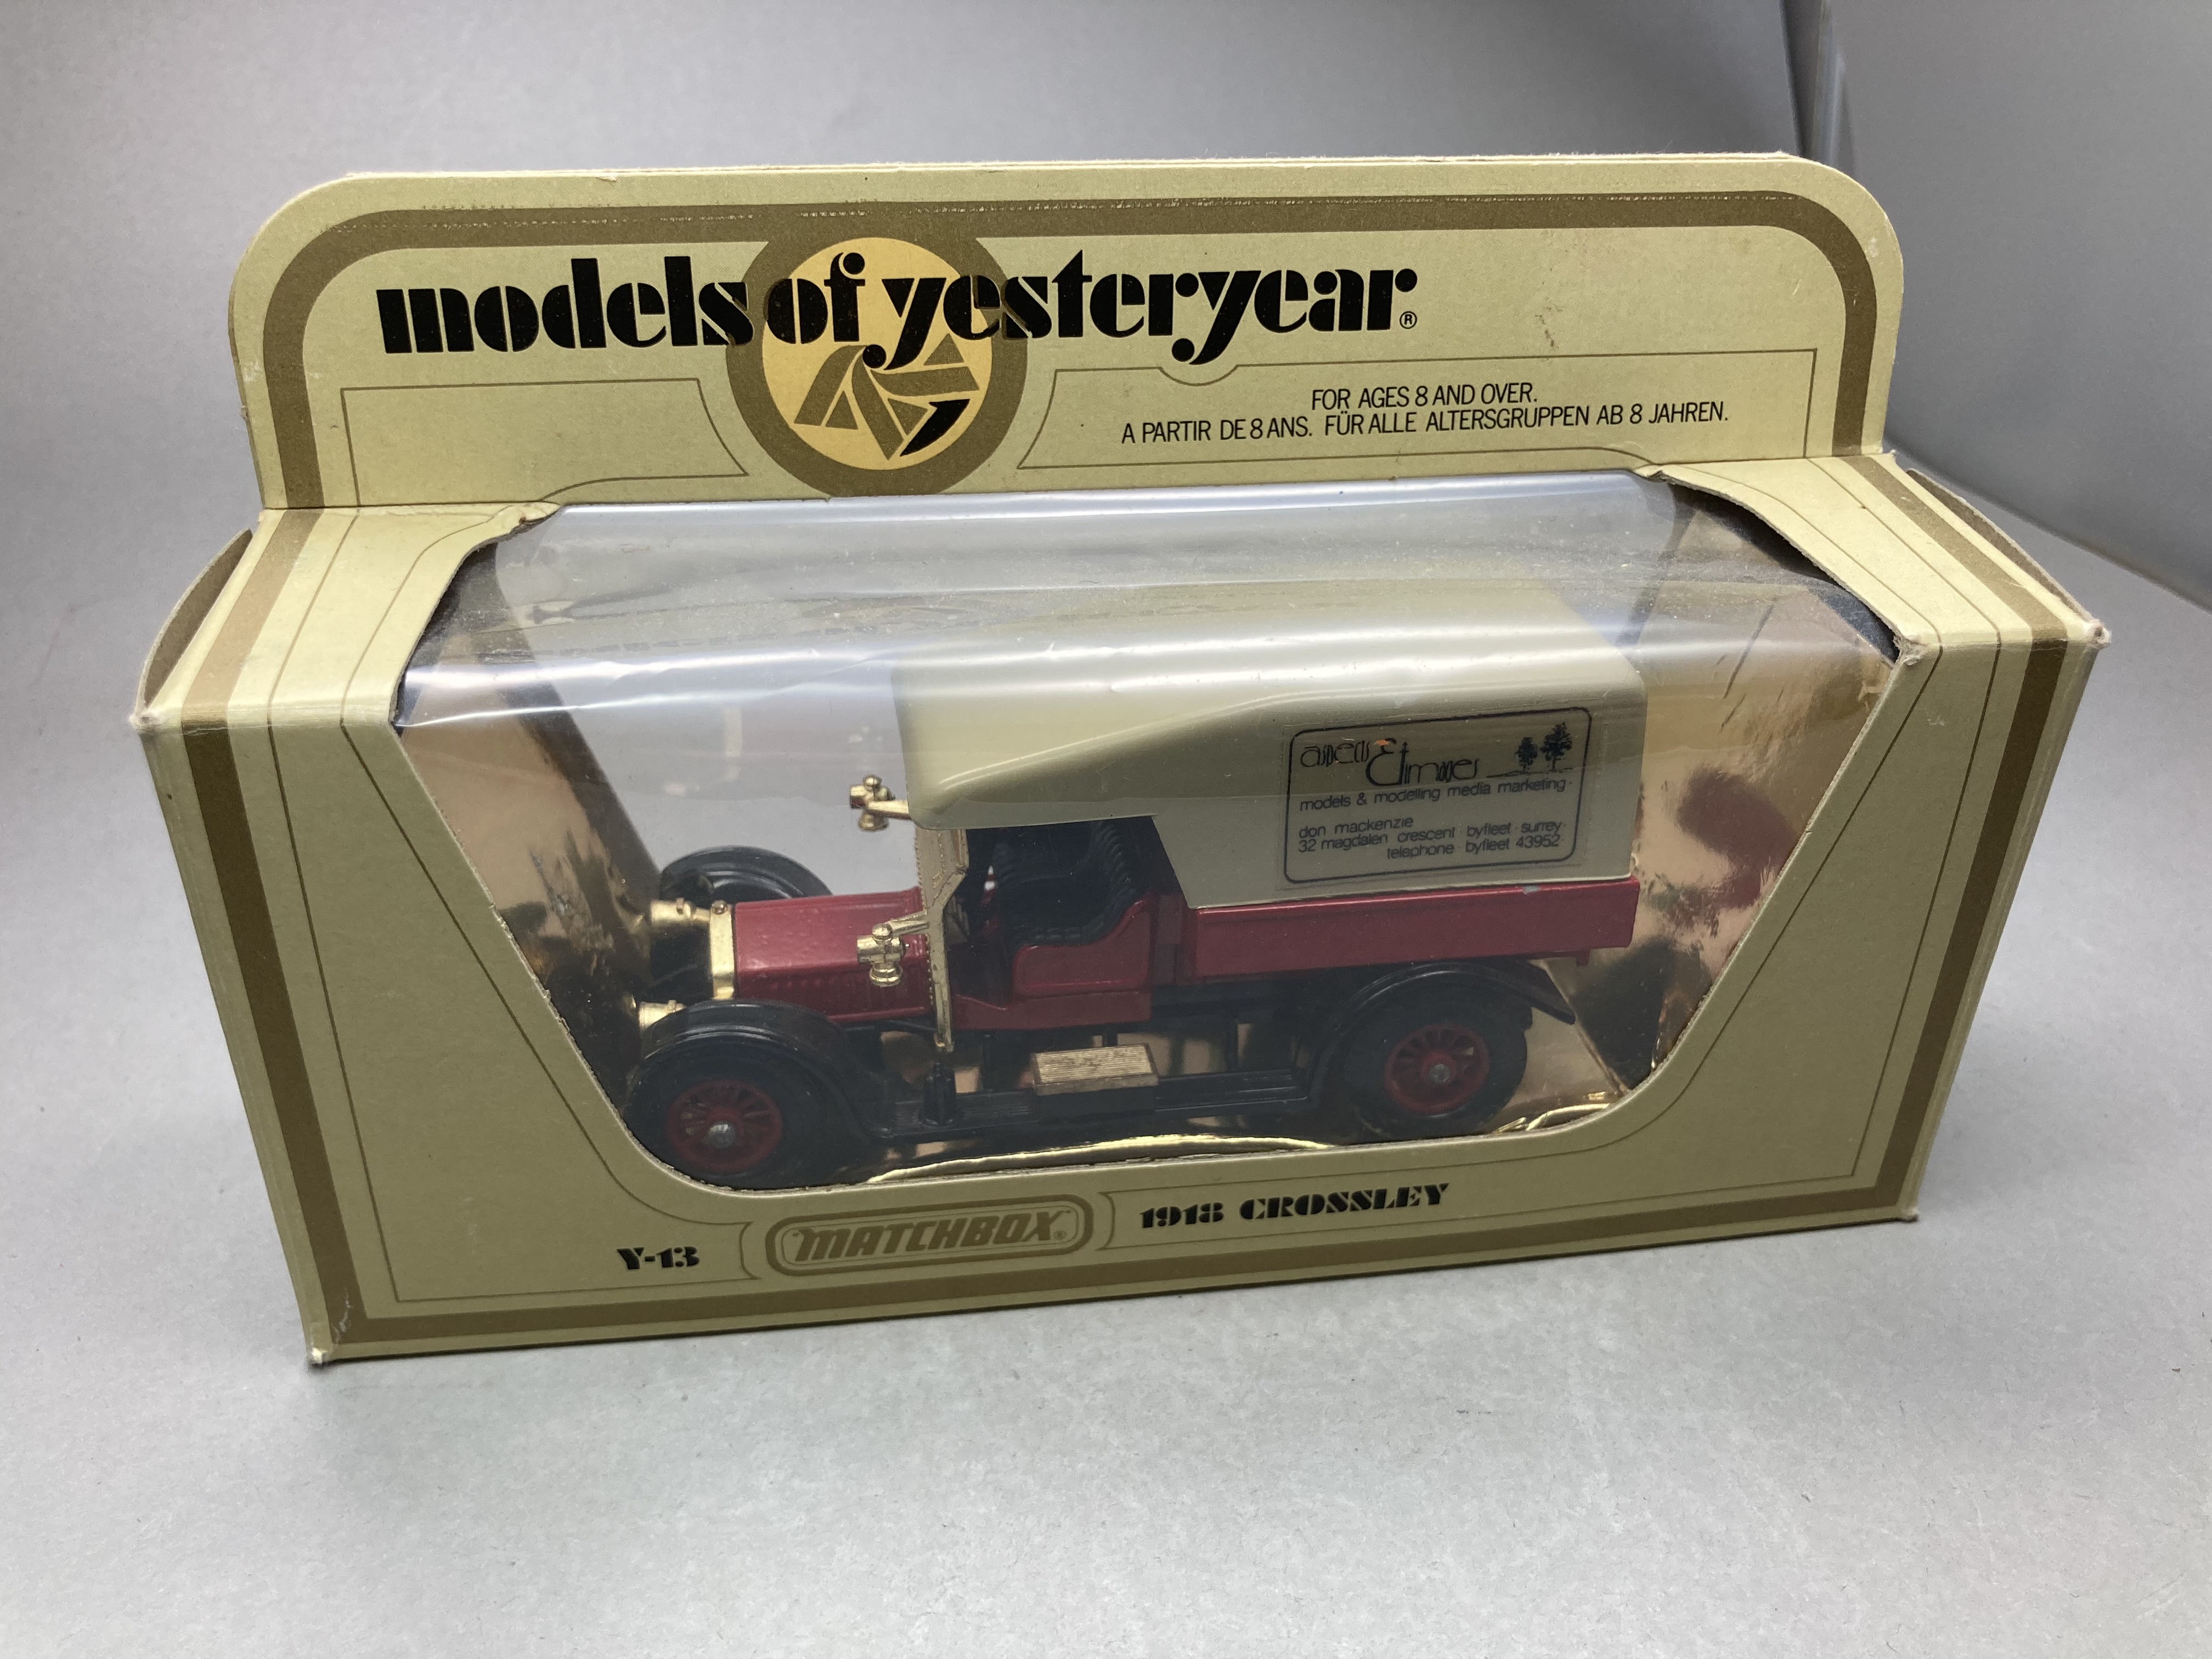 models of yesteryear®
FOR AGES 8 AND OVER.
A PARTIR DE 8 ANS. FÜR ALLE ALTERSGRUPPEN AB 8 JAHREN.
models & modelling media marketing
don mackenzie
32 magdalen crescent · byfleet · surrey·
telephone · byfleet 43952·
Y-13
MATCHBOX®
1918 CROSSLEY